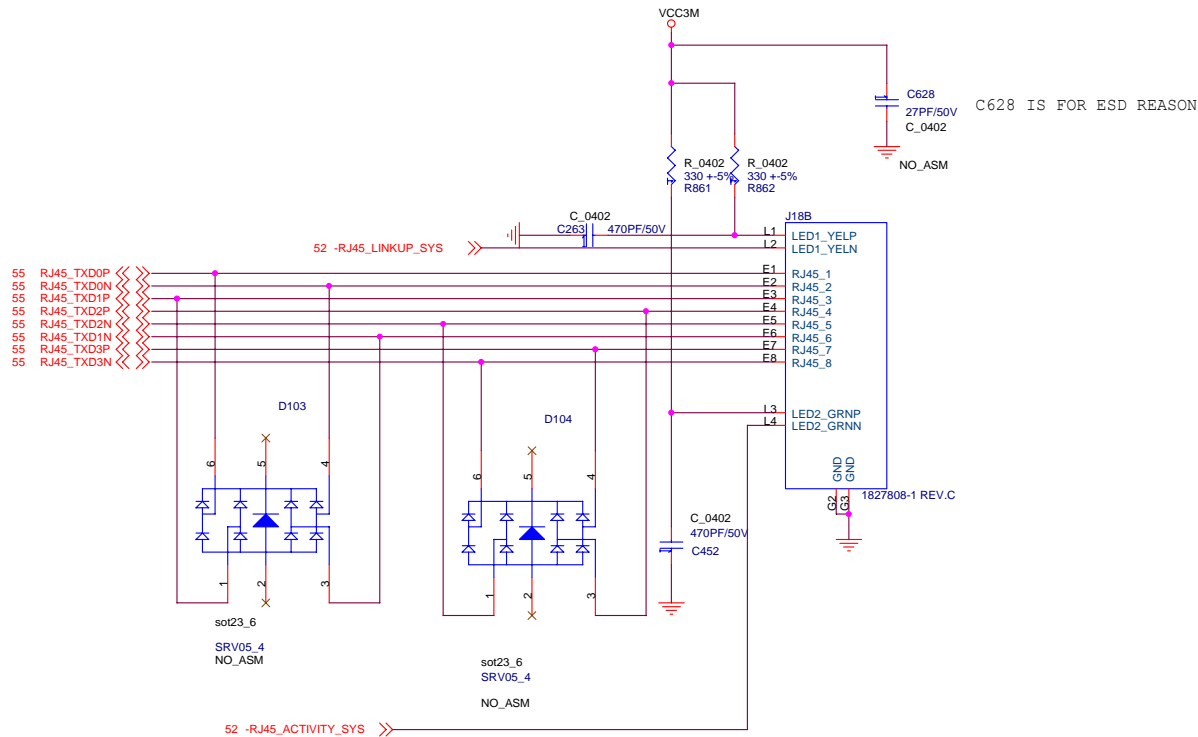 VCC3M
C628
27PF/50V
C_0402
C628 IS FOR ESD REASON
NO_ASM
R_0402
330 +-5%
R861
R_0402
330 +-5%
R862
C_0402
C263
470PF/50V
J18B
52 -RJ45_LINKUP_SYS
L1 LED1_YELP
L2 LED1_YELN
55 RJ45_TXD0P
E1 RJ45_1
55 RJ45_TXD0N
E2 RJ45_2
55 RJ45_TXD1P
E3 RJ45_3
55 RJ45_TXD2P
E4 RJ45_4
55 RJ45_TXD2N
E5 RJ45_5
55 RJ45_TXD1N
E6 RJ45_6
55 RJ45_TXD3P
E7 RJ45_7
55 RJ45_TXD3N
E8 RJ45_8
L3 LED2_GRNP
L4 LED2_GRNN
GND
GND
G2
G3
1827808-1 REV.C
D103
6
5
4
1
2
3
sot23_6
SRV05_4
NO_ASM
D104
6
5
4
1
2
3
sot23_6
SRV05_4
NO_ASM
C_0402
470PF/50V
C452
52 -RJ45_ACTIVITY_SYS